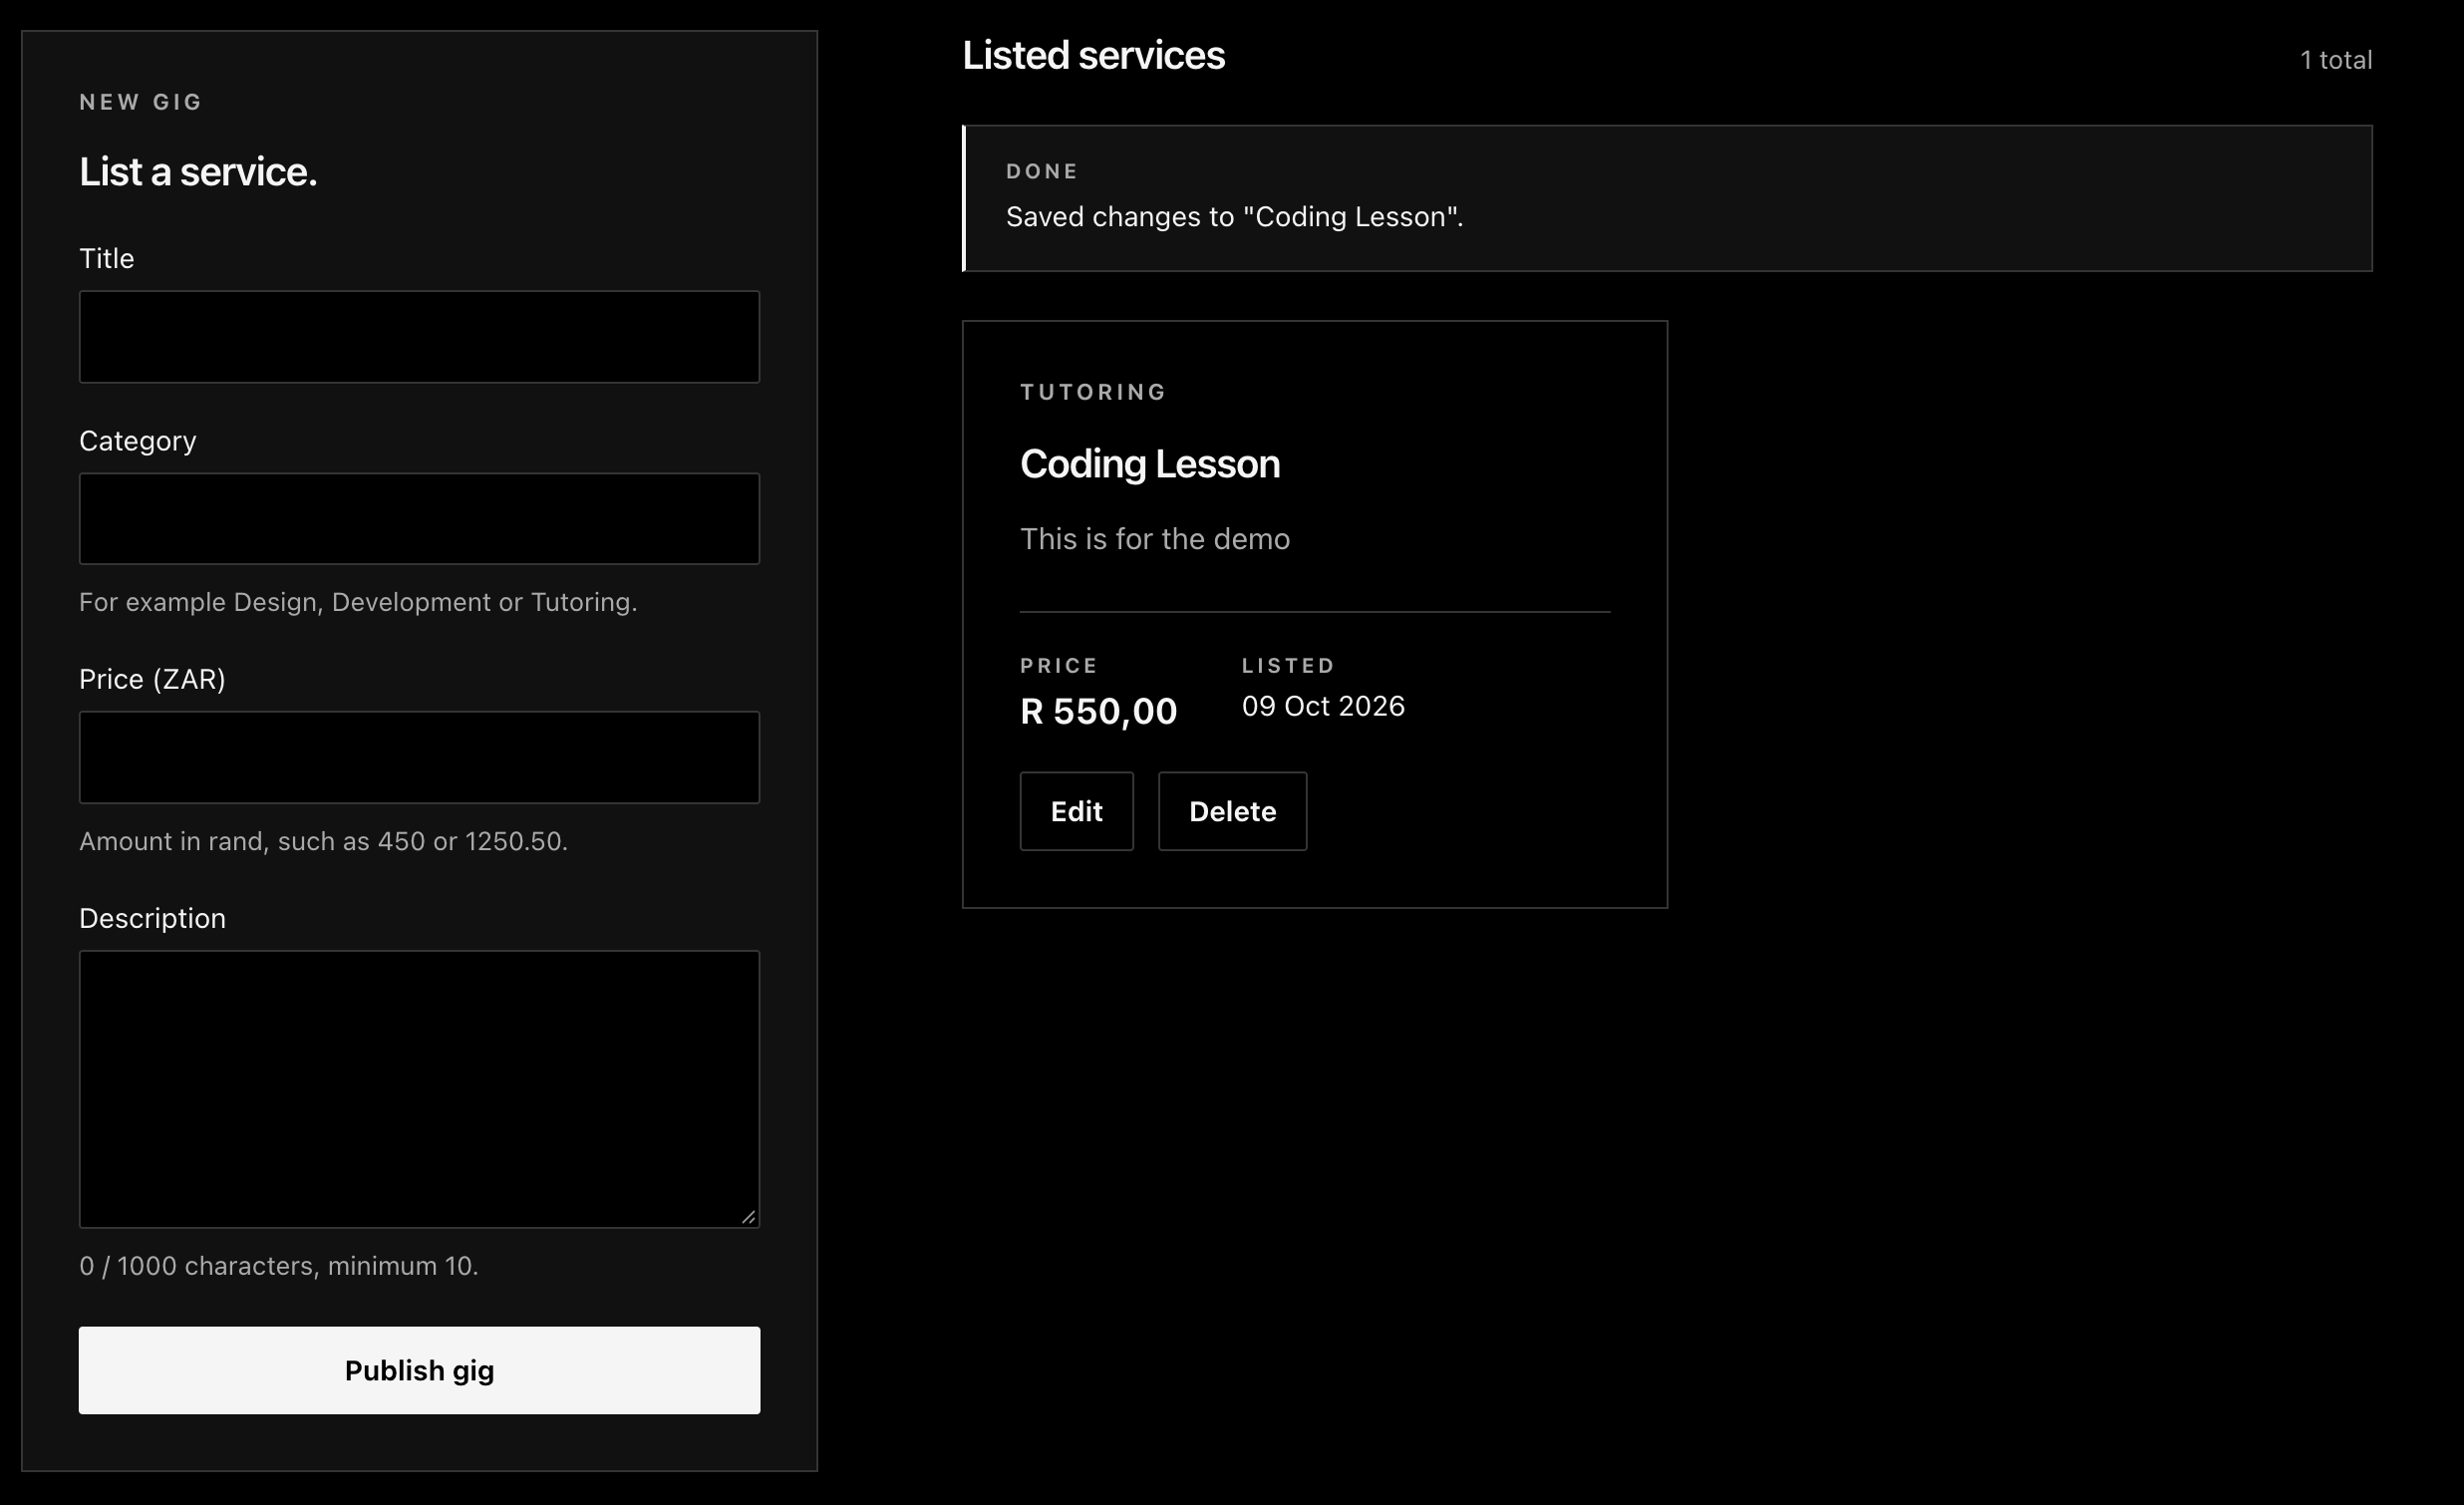 NEW GIG
List a service.
Title
Category
For example Design, Development or Tutoring.
Price (ZAR)
Amount in rand, such as 450 or 1250.50.
Description
0 / 1000 characters, minimum 10.
Publish gig
Listed services
1 total
DONE
Saved changes to "Coding Lesson".
TUTORING
Coding Lesson
This is for the demo
PRICE
LISTED
R 550,00
09 Oct 2026
Edit
Delete